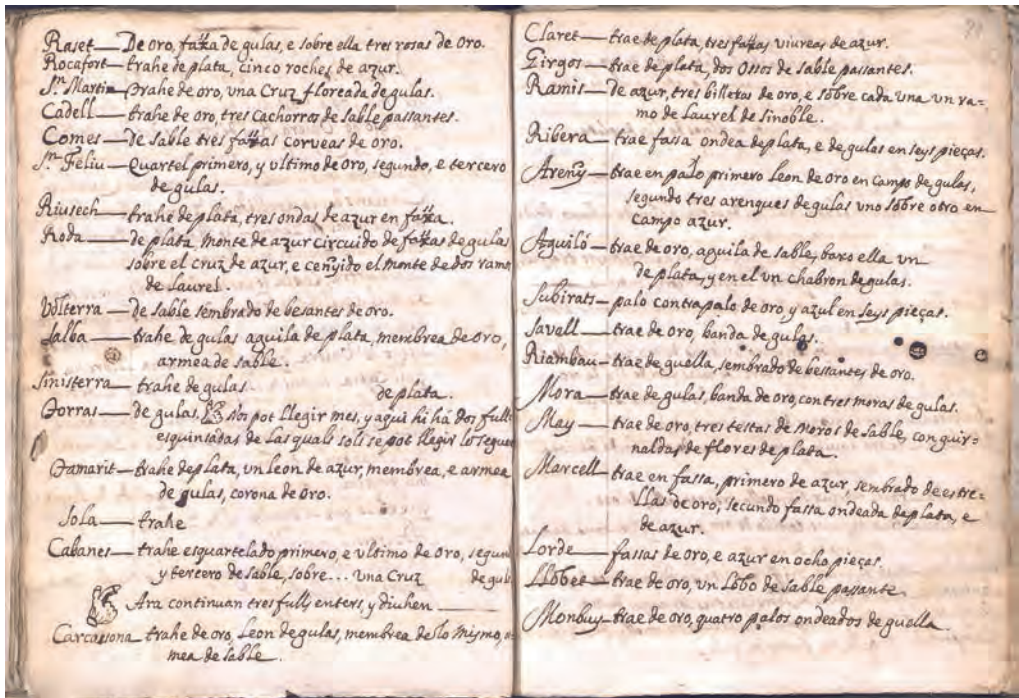 Raset — De oro, faxa de gulas, e sobre ella tres rosas de oro.
Rocafort — trahe de plata, cinco roches de azur.
Sn. Martin — trahe de oro, una Cruz floreada de gulas.
Cadell — trahe de oro, tres cachorros de sable passantes.
Comes — de sable tres faxas corveas de oro.
Sn. Feliu — Quartel primero, y ultimo de oro, segundo, e tercero
de gulas.
Riusech — trahe de plata, tres ondas de azur en faxa.
Roda — de plata, monte de azur circuido de faxas de gulas
sobre el cruz de azur, e cenyido el monte de dos ramos
de laurel.
Volterra — de sable sembrado de besantes de oro.
Salba — trahe de gulas aguila de plata, membrea de oro,
armea de sable.
Sinisterra — trahe de gulas de plata.
Torras — de gulas. Nos pot llegir mes, y aqui hi há dos fulls
esquinsadas de las quals sols se pot llegir lo seguen
Tamarit — trahe de plata, un leon de azur, membrea, e armea
de gulas, corona de oro.
Sola — trahe
Cabanes — trahe esquartelado primero, e ultimo de oro, segun
y tercero de sable, sobre... una Cruz de gul
Ara continuan tres fulls enters, y diuhen —
Carcassona — trahe de oro, Leon de gulas, membrea de lo mismo,
mea de sable.
Claret — trae de plata, tres faxas viureas de azur.
Girgos — trae de plata, dos Ossos de sable passantes.
Ramis — de azur, tres billetas de oro, e sobre cada una un ra=
mo de Laurel de sinoble.
Ribera — trae fassa ondea de plata, e de gulas en seys pieças.
Areny — trae en palo primero Leon de oro en campo de gulas,
segundo tres arenques de gulas uno sobre otro en
campo azur.
Aguiló — trae de oro, aguila de sable, baxo ella un
de plata, y en el un chabron de gulas.
Subirats — palo contrapalo de oro y azul en seys pieças.
Savall — trae de oro, banda de gulas.
Riambau — trae de guella, sembrado de besantes de oro.
Mora — trae de gulas, banda de oro, con tres moras de gulas.
May — trae de oro, tres testas de Moros de sable, con guir=
naldas de flores de plata.
Marcell — trae en fassa, primero de azur, sembrado de estre=
llas de oro, secundo fassa ondeada de plata, e
de azur.
Lorde — fassas de oro, e azur en ocho pieças.
Llobet — trae de oro, un Lobo de sable passante.
Monbuy — trae de oro, quatro palos ondeados de guella.